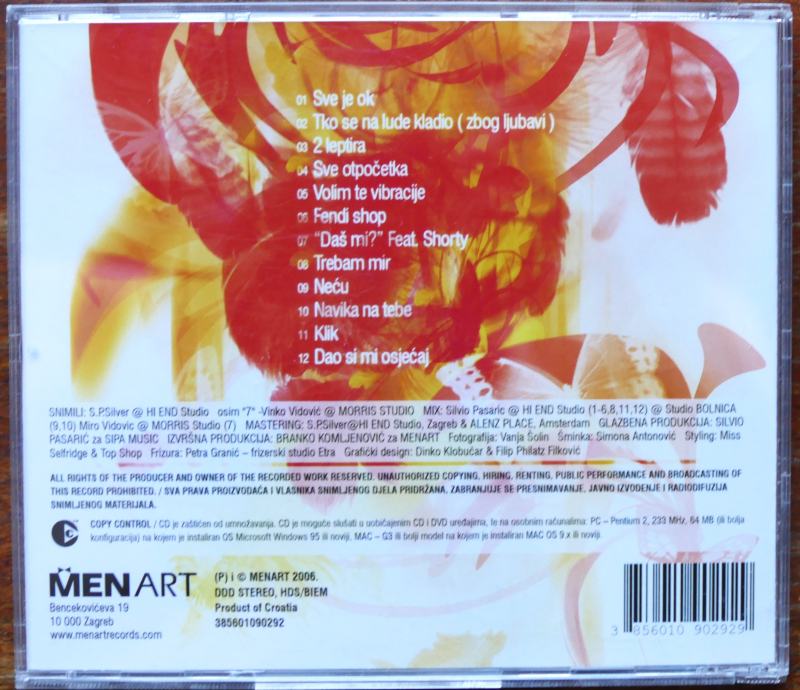 01 Sve je ok
02 Tko se na lude kladio ( zbog ljubavi )
03 2 leptira
04 Sve otpočetka
05 Volim te vibracije
06 Fendi shop
07 "Daš mi?" Feat. Shorty
08 Trebam mir
09 Neću
10 Navika na tebe
11 Klik
12 Dao si mi osjećaj
SNIMILI: S.P.Silver @ HI END Studio osim "7" -Vinko Vidović @ MORRIS STUDIO MIX: Silvio Pasaric @ HI END Studio (1-6,8,11,12) @ Studio BOLNICA
(9,10) Miro Vidovic @ MORRIS Studio (7) MASTERING: S.P.Silver@HI END Studio, Zagreb & ALENZ PLACE, Amsterdam GLAZBENA PRODUKCIJA: SILVIO
PASARIĆ za SIPA MUSIC IZVRŠNA PRODUKCIJA: BRANKO KOMLJENOVIĆ za MENART Fotografija: Vanja Šolin Šminka: Simona Antonović Styling: Miss
Selfridge & Top Shop Frizura: Petra Granić – frizerski studio Etra Grafički design: Dinko Klobučar & Filip Philatz Filković
ALL RIGHTS OF THE PRODUCER AND OWNER OF THE RECORDED WORK RESERVED. UNAUTHORIZED COPYING, HIRING, RENTING, PUBLIC PERFORMANCE AND BROADCASTING OF
THIS RECORD PROHIBITED. / SVA PRAVA PROIZVOĐAČA I VLASNIKA SNIMLJENOG DJELA PRIDRŽANA. ZABRANJUJE SE PRESNIMAVANJE, JAVNO IZVOĐENJE I RADIODIFUZIJA
SNIMLJENOG MATERIJALA.
COPY CONTROL / CD je zaštićen od umnožavanja. CD je moguće slušati u uobičajenim CD i DVD uređajima, te na osobnim računalima: PC – Pentium 2, 233 MHz, 64 MB (ili bolja
konfiguracija) na kojem je instaliran OS Microsoft Windows 95 ili noviji, MAC – G3 ili bolji model na kojem je instaliran MAC OS 9.x ili noviji.
MENART
Bencekovićeva 19
10 000 Zagreb
www.menartrecords.com
(P) i © MENART 2006.
DDD STEREO, HDS/BIEM
Product of Croatia
385601090292
3 856010 902929